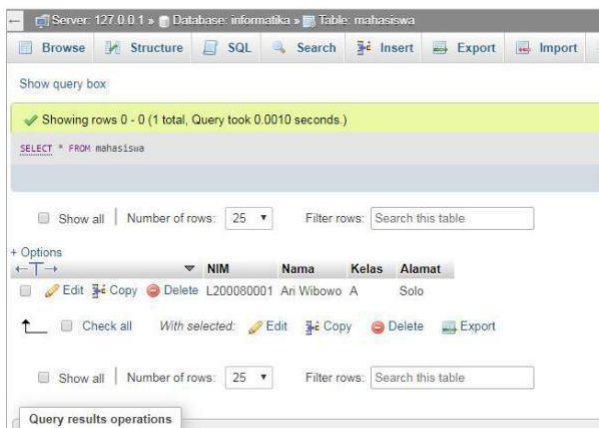 Server: 127.0.0.1 » Database: informatika » Table: mahasiswa
Browse Structure SQL Search Insert Export Import
Show query box
Showing rows 0 - 0 (1 total, Query took 0.0010 seconds.)
SELECT * FROM mahasiswa
Show all Number of rows: 25 Filter rows: Search this table
+ Options
NIM Nama Kelas Alamat
Edit Copy Delete L200080001 Ari Wibowo A Solo
Check all With selected: Edit Copy Delete Export
Show all Number of rows: 25 Filter rows: Search this table
Query results operations